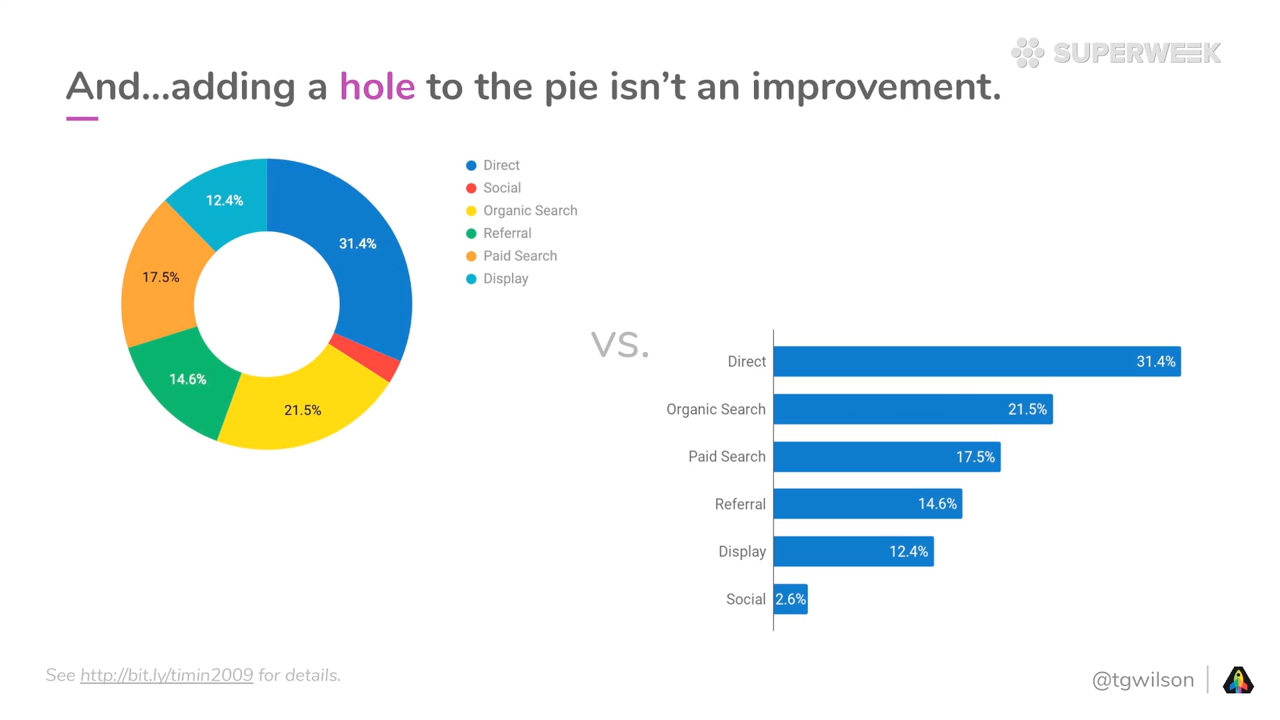 SUPERWEEK
And...adding a hole to the pie isn't an improvement.
12.4%
31.4%
17.5%
14.6%
21.5%
Direct
Social
Organic Search
Referral
Paid Search
Display
vs.
Direct 31.4%
Organic Search 21.5%
Paid Search 17.5%
Referral 14.6%
Display 12.4%
Social 2.6%
See http://bit.ly/timin2009 for details.
@tgwilson